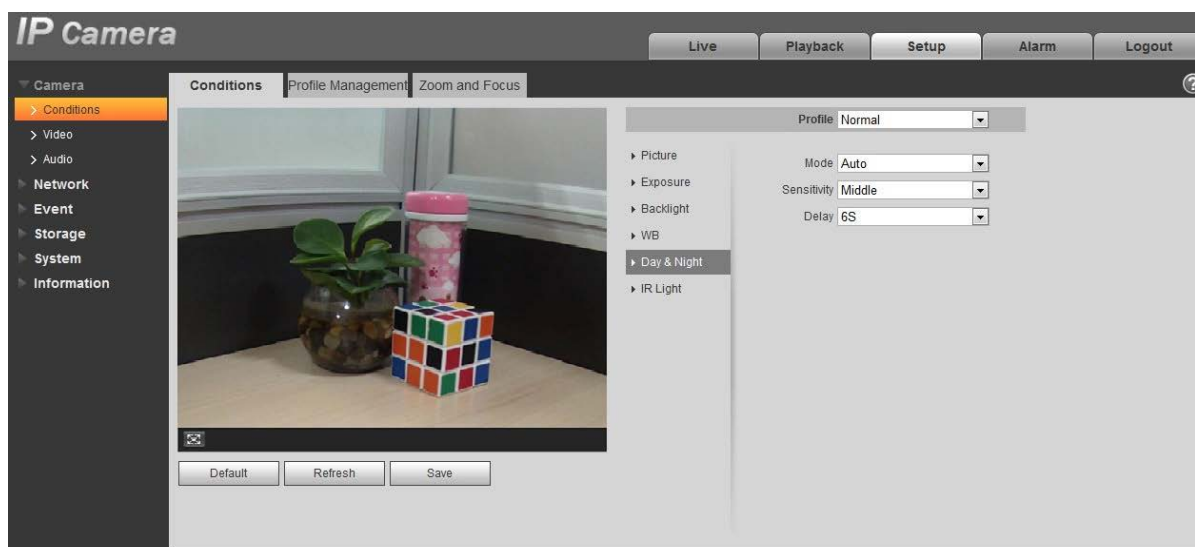 IP Camera
Live
Playback
Setup
Alarm
Logout
Camera
Conditions
Video
Audio
Network
Event
Storage
System
Information
Conditions
Profile Management
Zoom and Focus
?
Profile Normal
Picture
Exposure
Backlight
WB
Day & Night
IR Light
Mode Auto
Sensitivity Middle
Delay 6S
Default
Refresh
Save